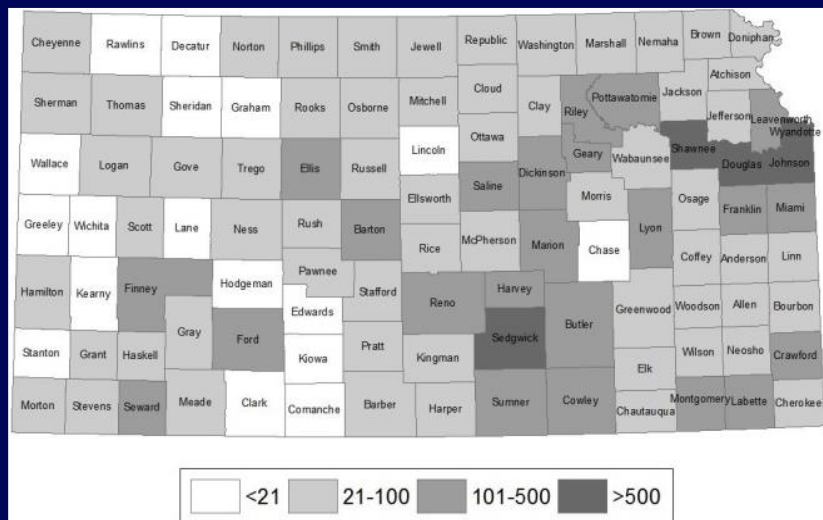 Cheyenne Rawlins Decatur Norton Phillips Smith Jewell Republic Washington Marshall Nemaha Brown Doniphan
Sherman Thomas Sheridan Graham Rooks Osborne Mitchell Cloud Clay Riley Pottawatomie Jackson Atchison
Jefferson Leavenworth Wyandotte
Wallace Logan Gove Trego Ellis Russell Lincoln Ottawa Saline Dickinson Geary Wabaunsee Shawnee Douglas Johnson
Greeley Wichita Scott Lane Ness Rush Barton Ellsworth Rice McPherson Marion Morris Chase Lyon Osage Franklin Miami
Hamilton Kearny Finney Hodgeman Pawnee Stafford Reno Harvey Coffey Anderson Linn
Gray Ford Edwards Sedgwick Butler Greenwood Woodson Allen Bourbon
Stanton Grant Haskell Kiowa Pratt Kingman Elk Wilson Neosho Crawford
Morton Stevens Seward Meade Clark Comanche Barber Harper Sumner Cowley Chautauqua Montgomery Labette Cherokee
<21 21-100 101-500 >500